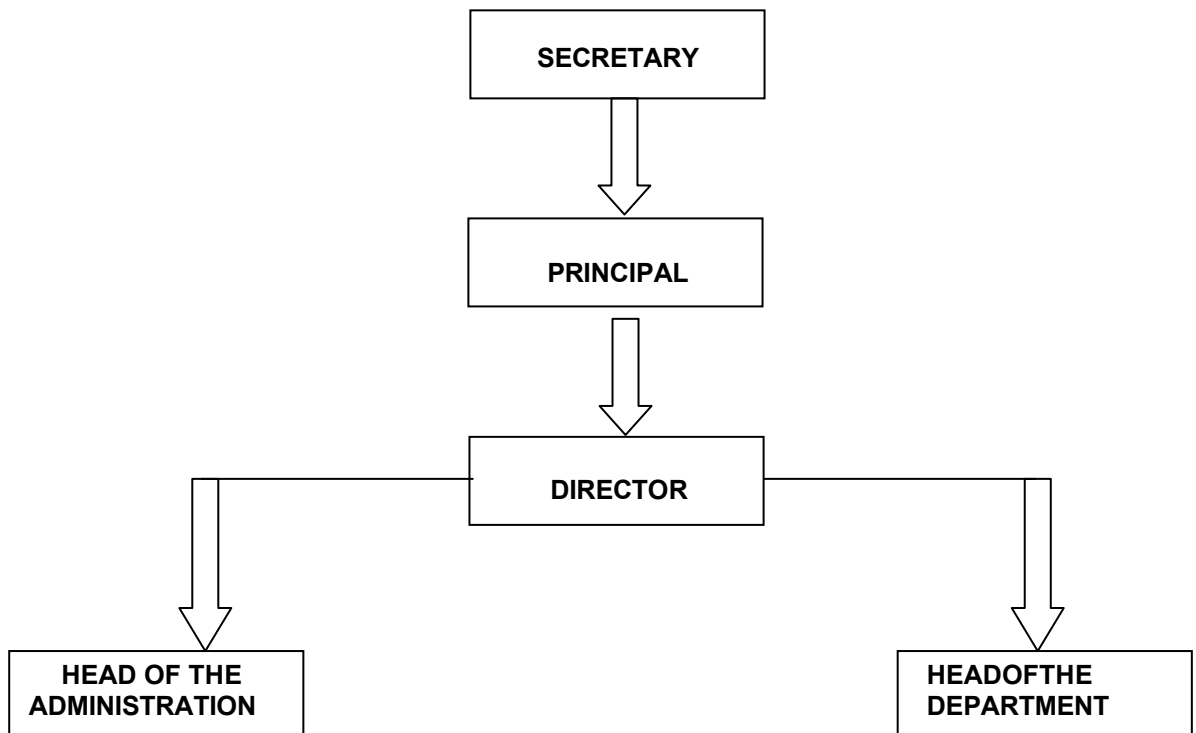 SECRETARY
PRINCIPAL
DIRECTOR
HEAD OF THE
ADMINISTRATION
HEADOFTHE
DEPARTMENT